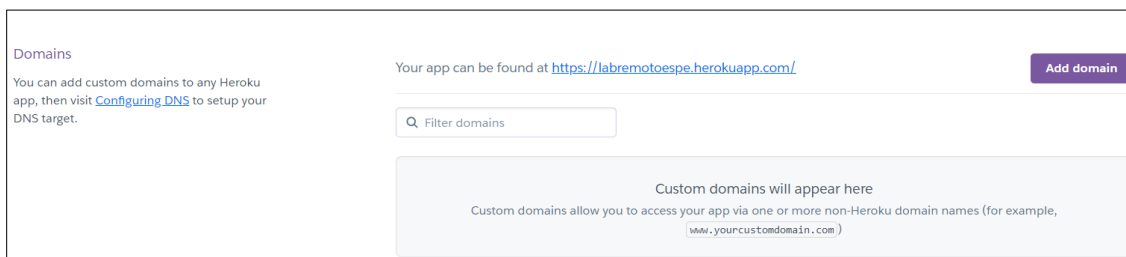 Domains
You can add custom domains to any Heroku
app, then visit Configuring DNS to setup your
DNS target.
Your app can be found at https://labremotoespe.herokuapp.com/
Add domain
Filter domains
Custom domains will appear here
Custom domains allow you to access your app via one or more non-Heroku domain names (for example,
www.yourcustomdomain.com)